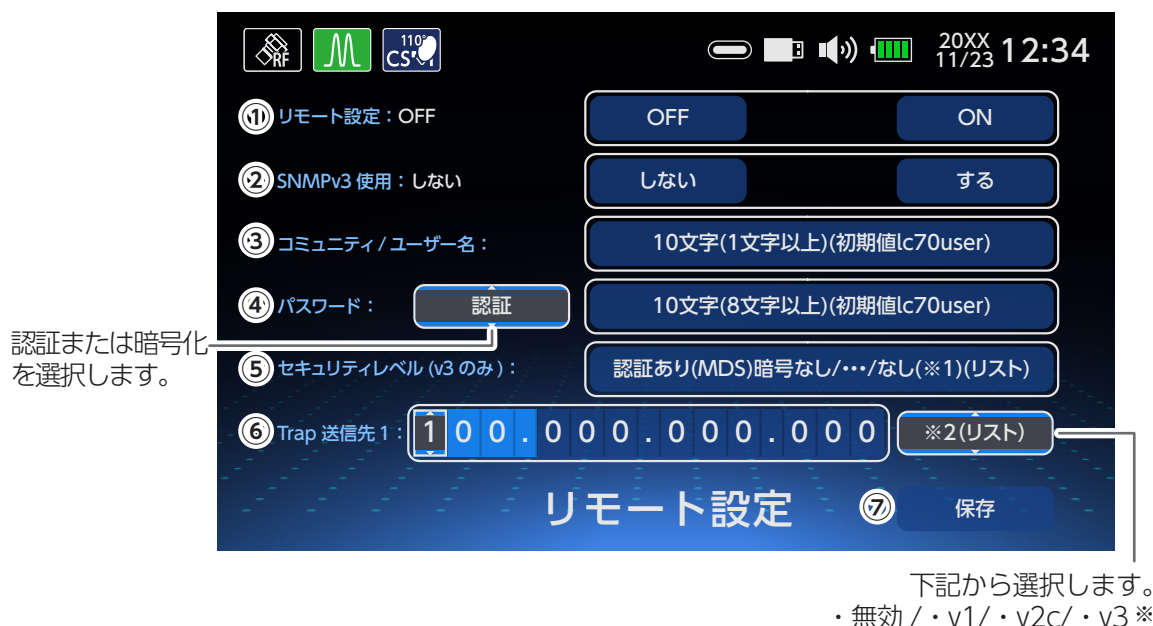 RF
110°
CS
20XX
11/23 12:34
① リモート設定：OFF OFF ON
② SNMPv3 使用：しない しない する
③ コミュニティ / ユーザー名： 10文字(1文字以上)(初期値lc70user)
④ パスワード： 認証 10文字(8文字以上)(初期値lc70user)
認証または暗号化
を選択します。
⑤ セキュリティレベル (v3 のみ)： 認証あり(MDS)暗号なし/･･･/なし(※1)(リスト)
⑥ Trap 送信先 1： 100.000.000.000 ※2(リスト)
リモート設定 ⑦ 保存
下記から選択します。
・無効 /・v1/・v2c/・v3※